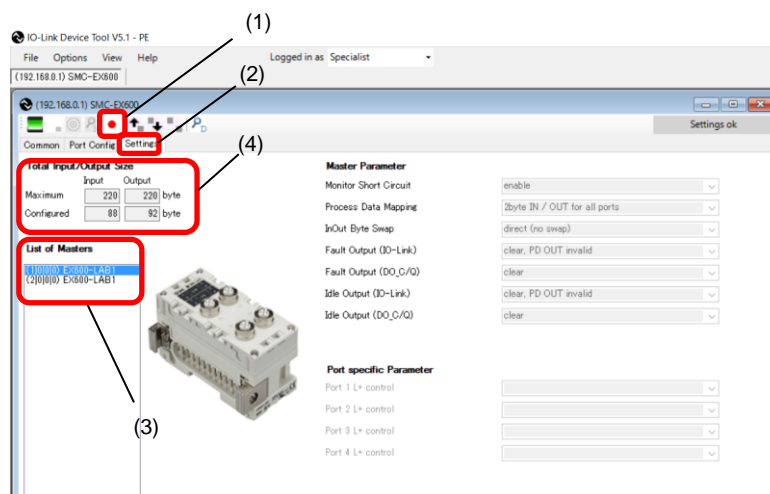 (1)
IO-Link Device Tool V5.1 - PE
File Options View Help Logged in as Specialist
(192.168.0.1) SMC-EX600
(2)
(192.168.0.1) SMC-EX600
Settings ok
Common Port Config Settings
(4)
Total Input/Output Size
Input Output
Maximum 220 220 byte
Configured 88 92 byte
List of Masters
(1|0|0|0) EX600-LAB1
(2|0|0|0) EX600-LAB1
(3)
Master Parameter
Monitor Short Circuit enable
Process Data Mapping 2byte IN / OUT for all ports
InOut Byte Swap direct (no swap)
Fault Output (IO-Link) clear, PD OUT invalid
Fault Output (DO_C/Q) clear
Idle Output (IO-Link) clear, PD OUT invalid
Idle Output (DO_C/Q) clear
Port specific Parameter
Port 1 L+ control
Port 2 L+ control
Port 3 L+ control
Port 4 L+ control